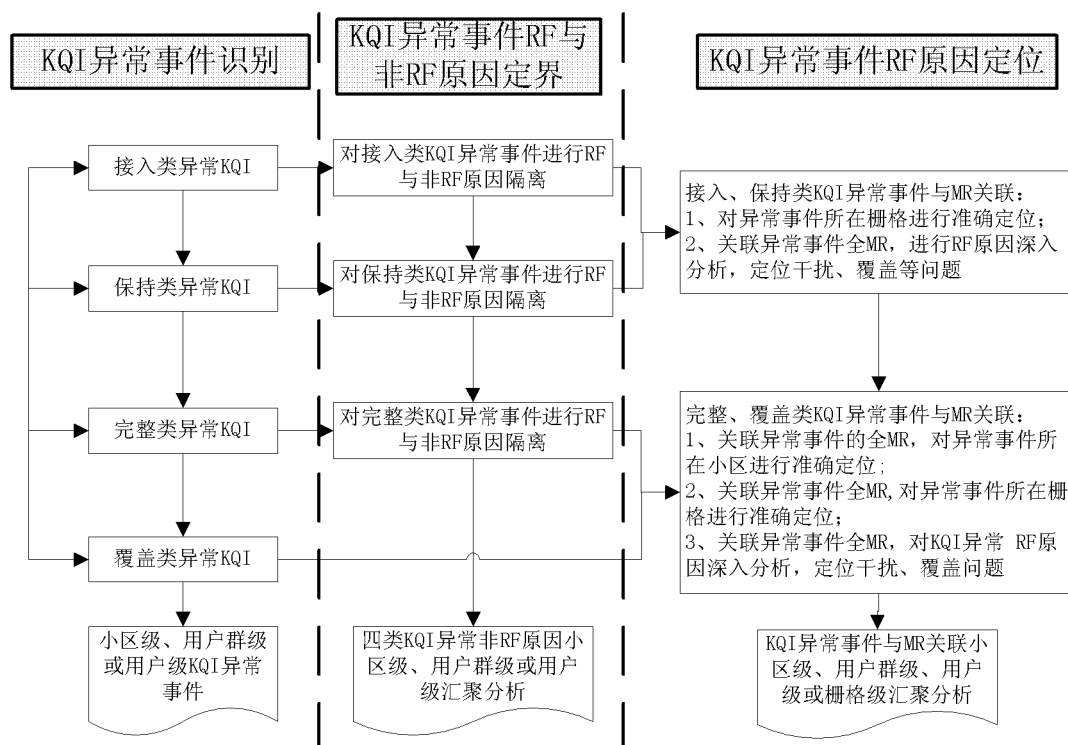 KQI异常事件识别
KQI异常事件RF与
非RF原因定界
KQI异常事件RF原因定位
接入类异常KQI
保持类异常KQI
完整类异常KQI
覆盖类异常KQI
小区级、用户群级
或用户级KQI异常
事件
对接入类KQI异常事件进行RF
与非RF原因隔离
对保持类KQI异常事件进行RF
与非RF原因隔离
对完整类KQI异常事件进行RF
与非RF原因隔离
四类KQI异常非RF原因小
区级、用户群级或用户
级汇聚分析
接入、保持类KQI异常事件与MR关联：
1、对异常事件所在栅格进行准确定位；
2、关联异常事件全MR，进行RF原因深入
分析，定位干扰、覆盖等问题
完整、覆盖类KQI异常事件与MR关联：
1、关联异常事件的全MR，对异常事件所
在小区进行准确定位;
2、关联异常事件全MR,对异常事件所在栅
格进行准确定位；
3、关联异常事件全MR，对KQI异常 RF原
因深入分析，定位干扰、覆盖问题
KQI异常事件与MR关联小
区级、用户群级、用户
级或栅格级汇聚分析